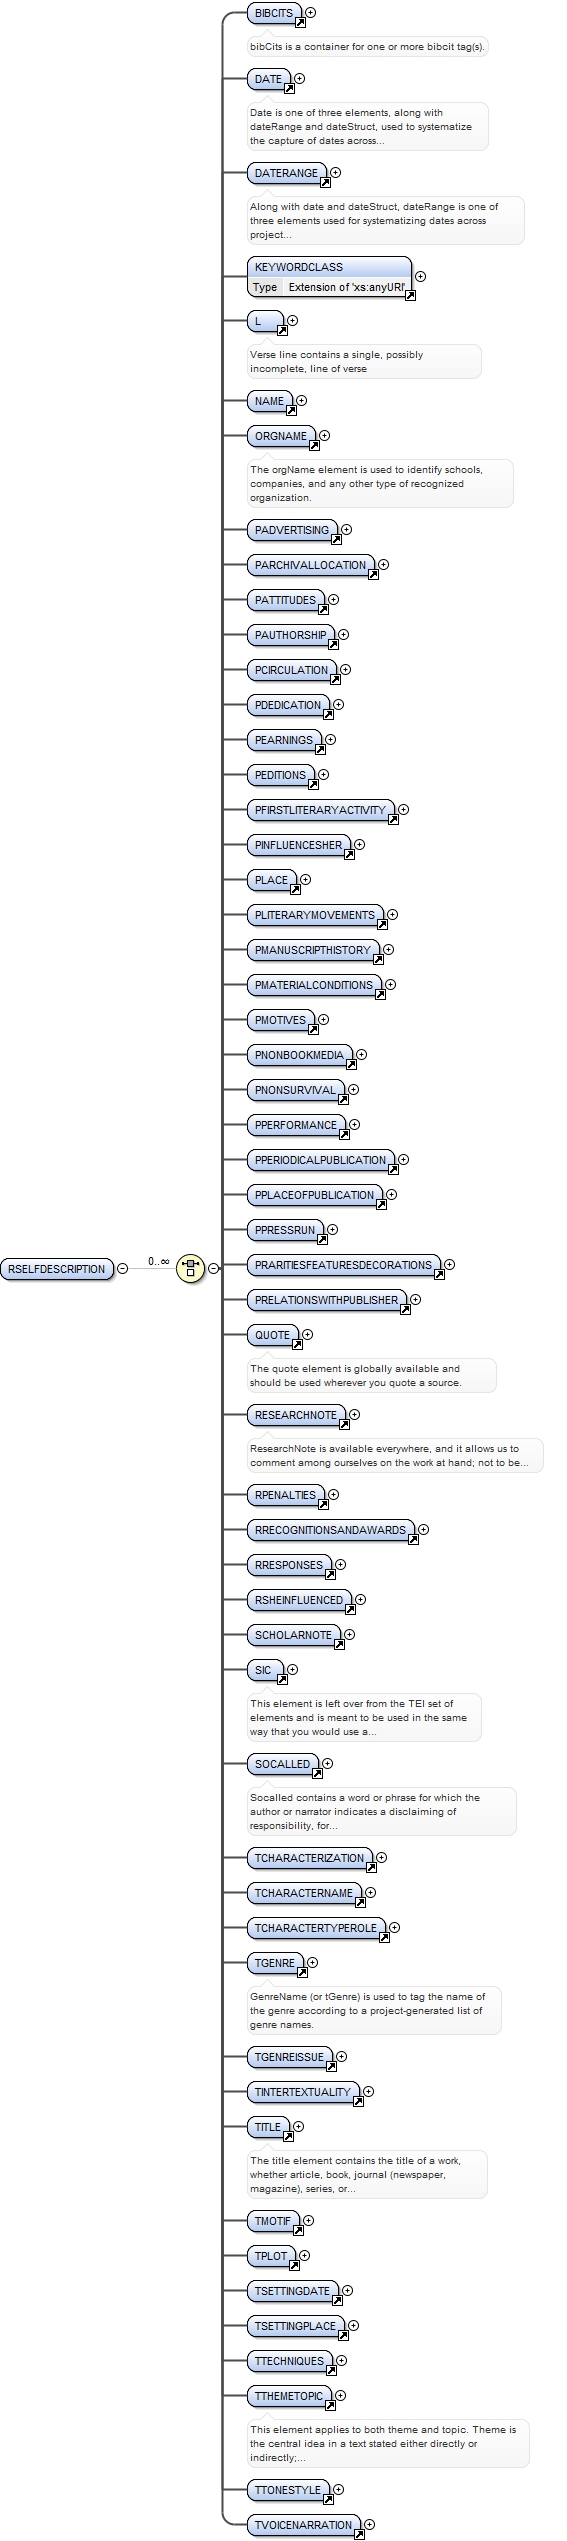 BIBCITS
bibCits is a container for one or more bibcit tag(s).
DATE
Date is one of three elements, along with
dateRange and dateStruct, used to systematize
the capture of dates across...
DATERANGE
Along with date and dateStruct, dateRange is one of
three elements used for systematizing dates across
project...
KEYWORDCLASS
Type Extension of 'xs:anyURI'
L
Verse line contains a single, possibly
incomplete, line of verse
NAME
ORGNAME
The orgName element is used to identify schools,
companies, and any other type of recognized
organization.
PADVERTISING
PARCHIVALLOCATION
PATTITUDES
PAUTHORSHIP
PCIRCULATION
PDEDICATION
PEARNINGS
PEDITIONS
PFIRSTLITERARYACTIVITY
PINFLUENCESHER
PLACE
PLITERARYMOVEMENTS
PMANUSCRIPTHISTORY
PMATERIALCONDITIONS
PMOTIVES
PNONBOOKMEDIA
PNONSURVIVAL
PPERFORMANCE
PPERIODICALPUBLICATION
PPLACEOFPUBLICATION
PPRESSRUN
RSELFDESCRIPTION 0..∞
PRARITIESFEATURESDECORATIONS
PRELATIONSWITHPUBLISHER
QUOTE
The quote element is globally available and
should be used wherever you quote a source.
RESEARCHNOTE
ResearchNote is available everywhere, and it allows us to
comment among ourselves on the work at hand; not to be...
RPENALTIES
RRECOGNITIONSANDAWARDS
RRESPONSES
RSHEINFLUENCED
SCHOLARNOTE
SIC
This element is left over from the TEI set of
elements and is meant to be used in the same
way that you would use a...
SOCALLED
Socalled contains a word or phrase for which the
author or narrator indicates a disclaiming of
responsibility, for...
TCHARACTERIZATION
TCHARACTERNAME
TCHARACTERTYPEROLE
TGENRE
GenreName (or tGenre) is used to tag the name of
the genre according to a project-generated list of
genre names.
TGENREISSUE
TINTERTEXTUALITY
TITLE
The title element contains the title of a work,
whether article, book, journal (newspaper,
magazine), series, or...
TMOTIF
TPLOT
TSETTINGDATE
TSETTINGPLACE
TTECHNIQUES
TTHEMETOPIC
This element applies to both theme and topic. Theme is
the central idea in a text stated either directly or
indirectly;...
TTONESTYLE
TVOICENARRATION